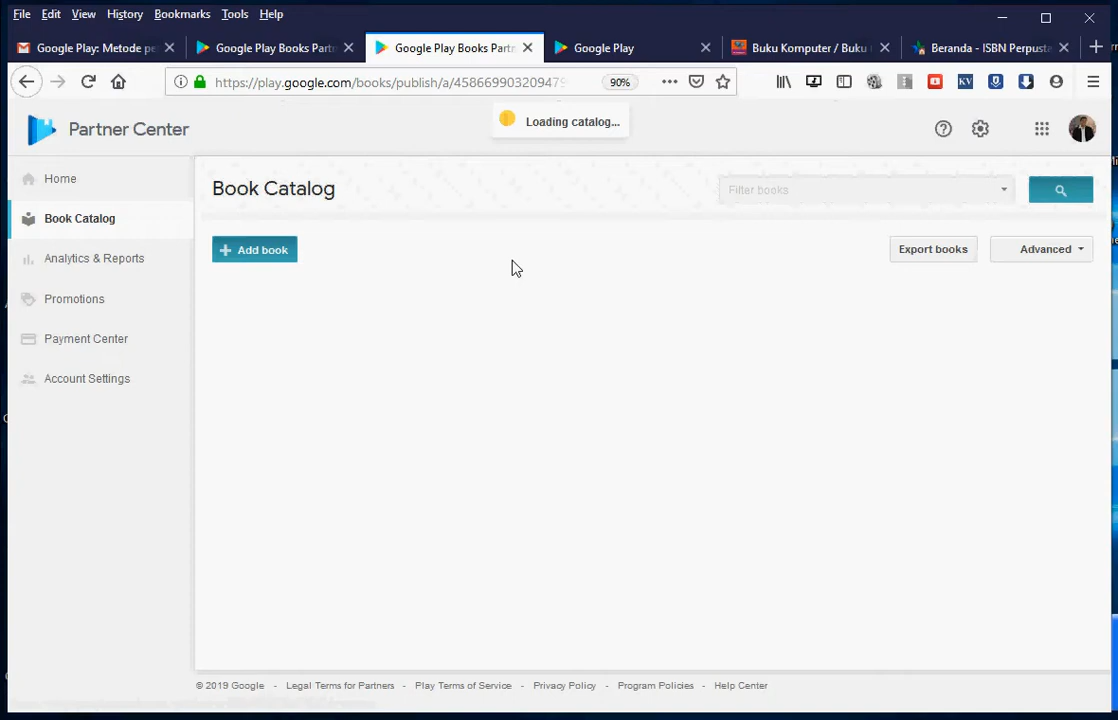 File Edit View History Bookmarks Tools Help
Google Play: Metode pe
Google Play Books Partn
Google Play Books Partn
Google Play
Buku Komputer / Buku
Beranda - ISBN Perpusta
https://play.google.com/books/publish/a/45866990320947
90%
KV
Partner Center
Loading catalog...
Home
Book Catalog
Analytics & Reports
Promotions
Payment Center
Account Settings
Book Catalog
Filter books
Add book
Export books
Advanced
© 2019 Google - Legal Terms for Partners - Play Terms of Service - Privacy Policy - Program Policies - Help Center